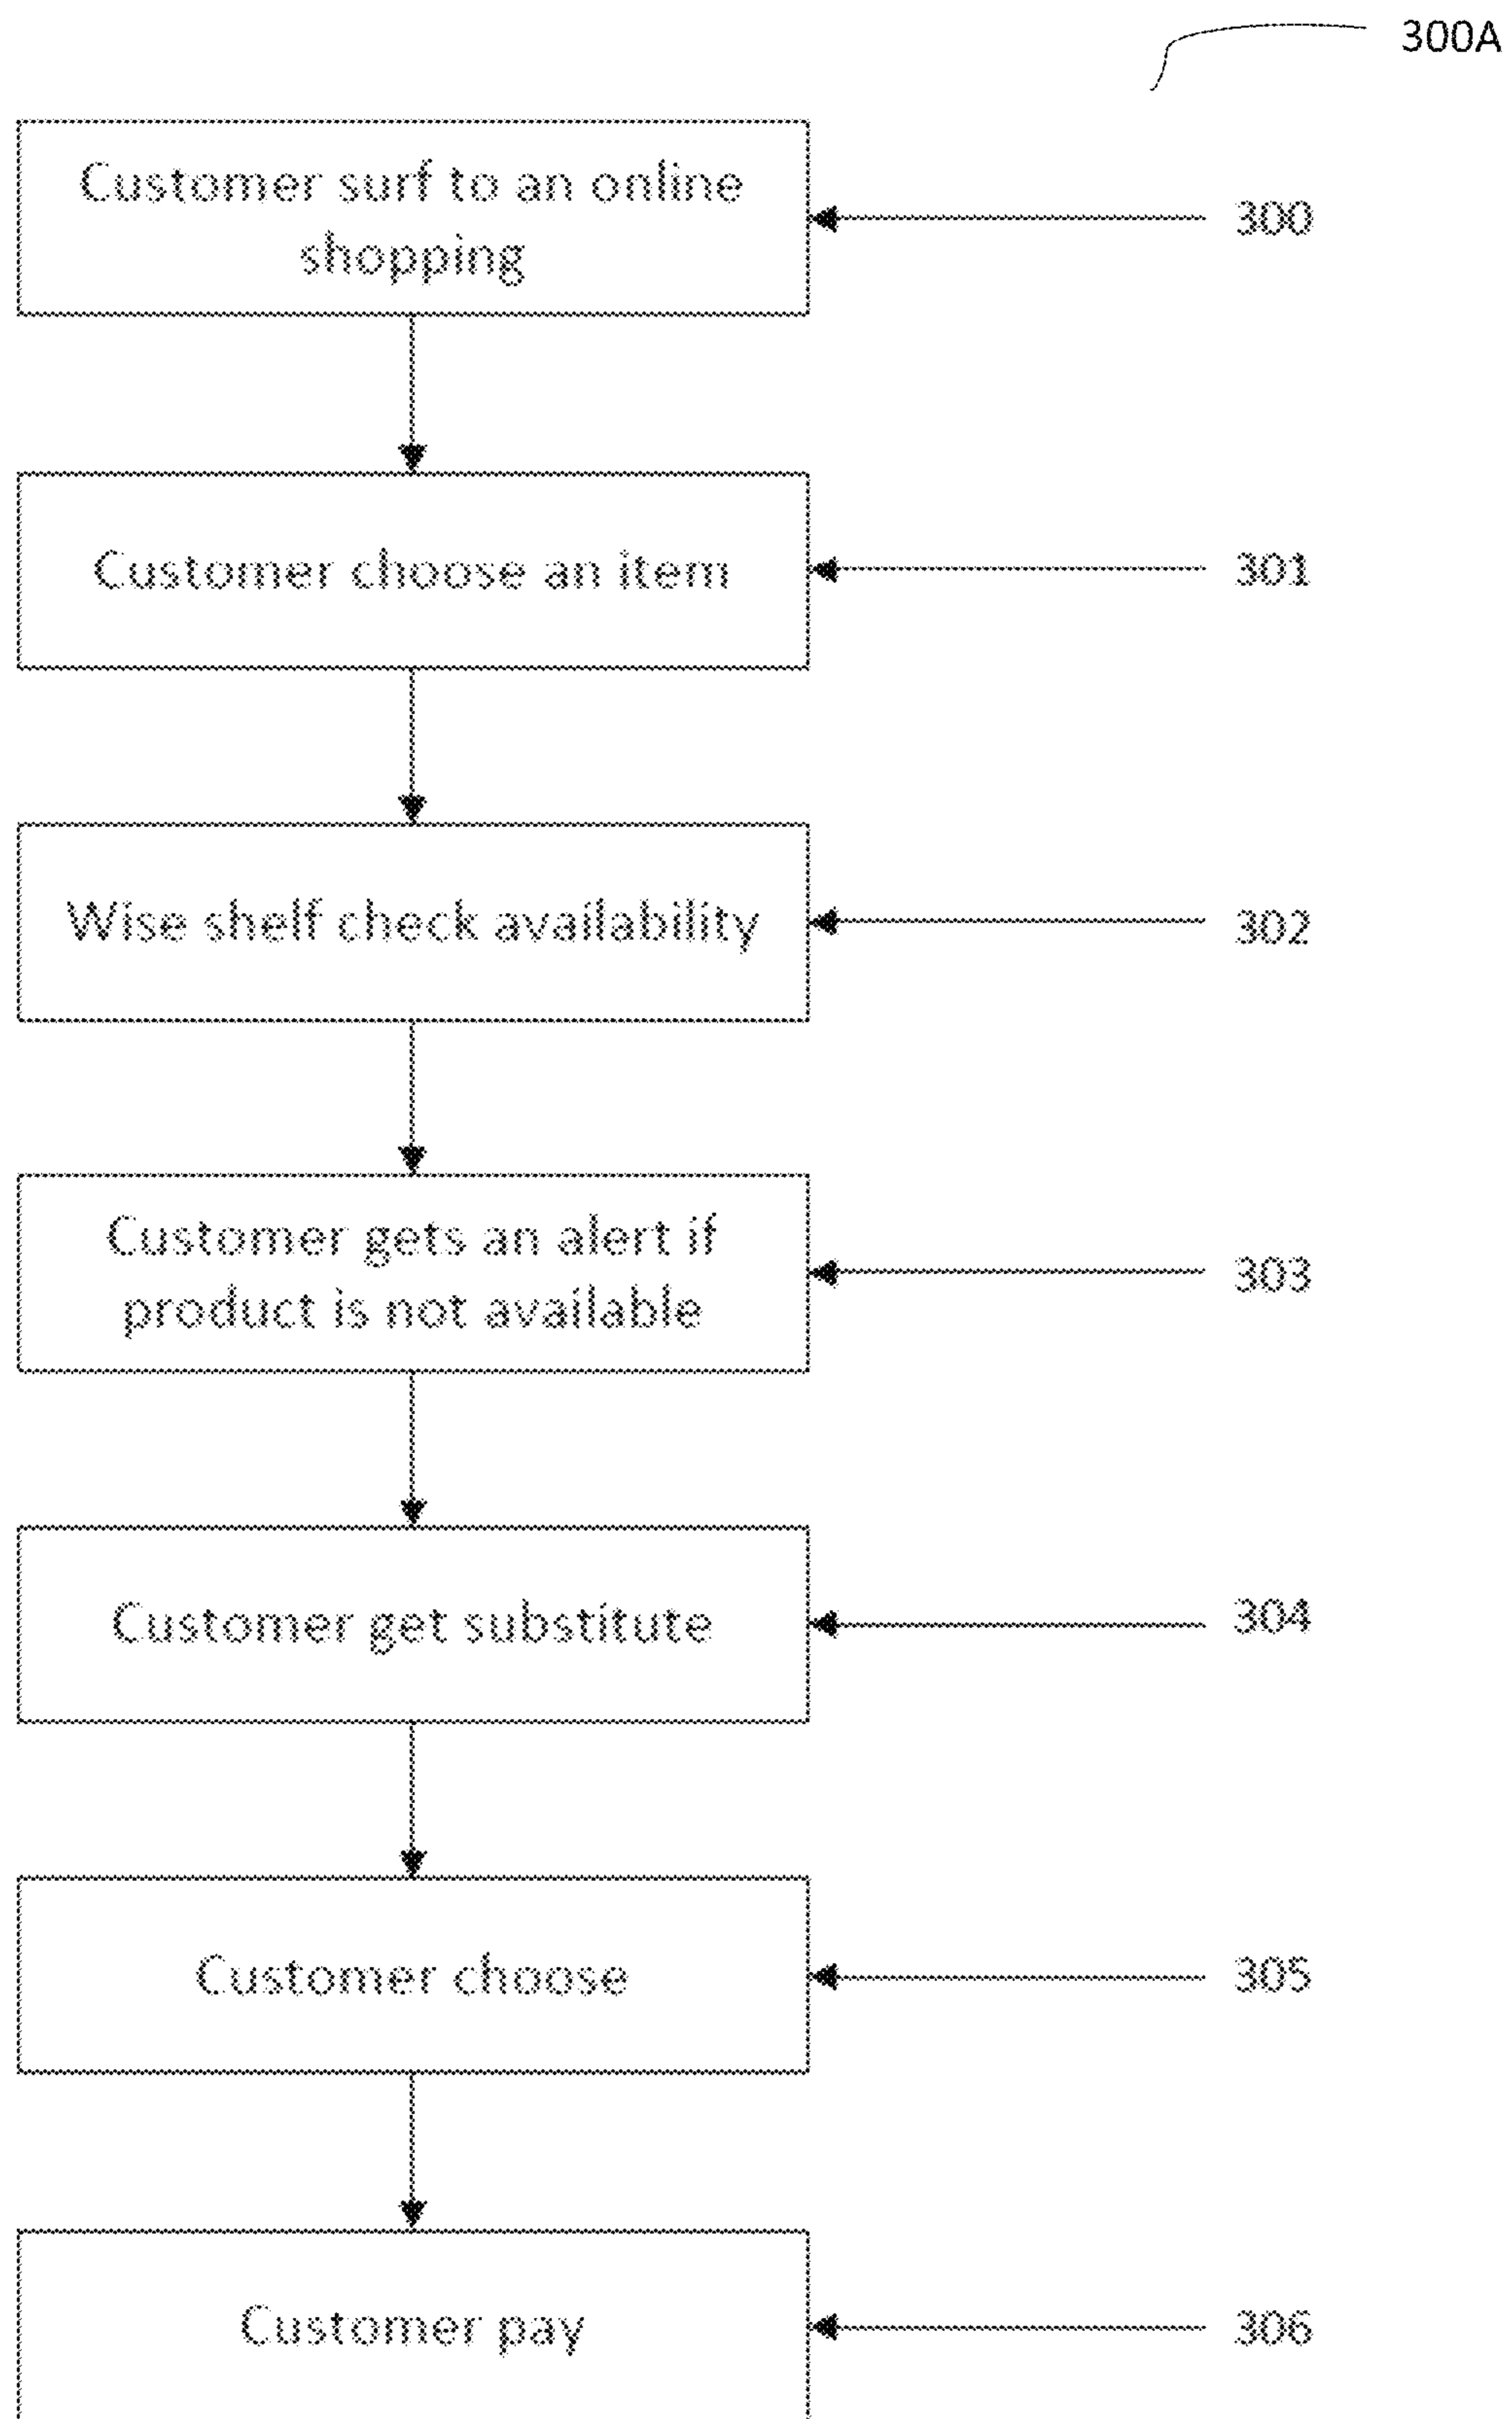 300A
Customer surf to an online
shopping
300
Customer choose an item
301
Wise shelf check availability
302
Customer gets an alert if
product is not available
303
Customer get substitute
304
Customer choose
305
Customer pay
306